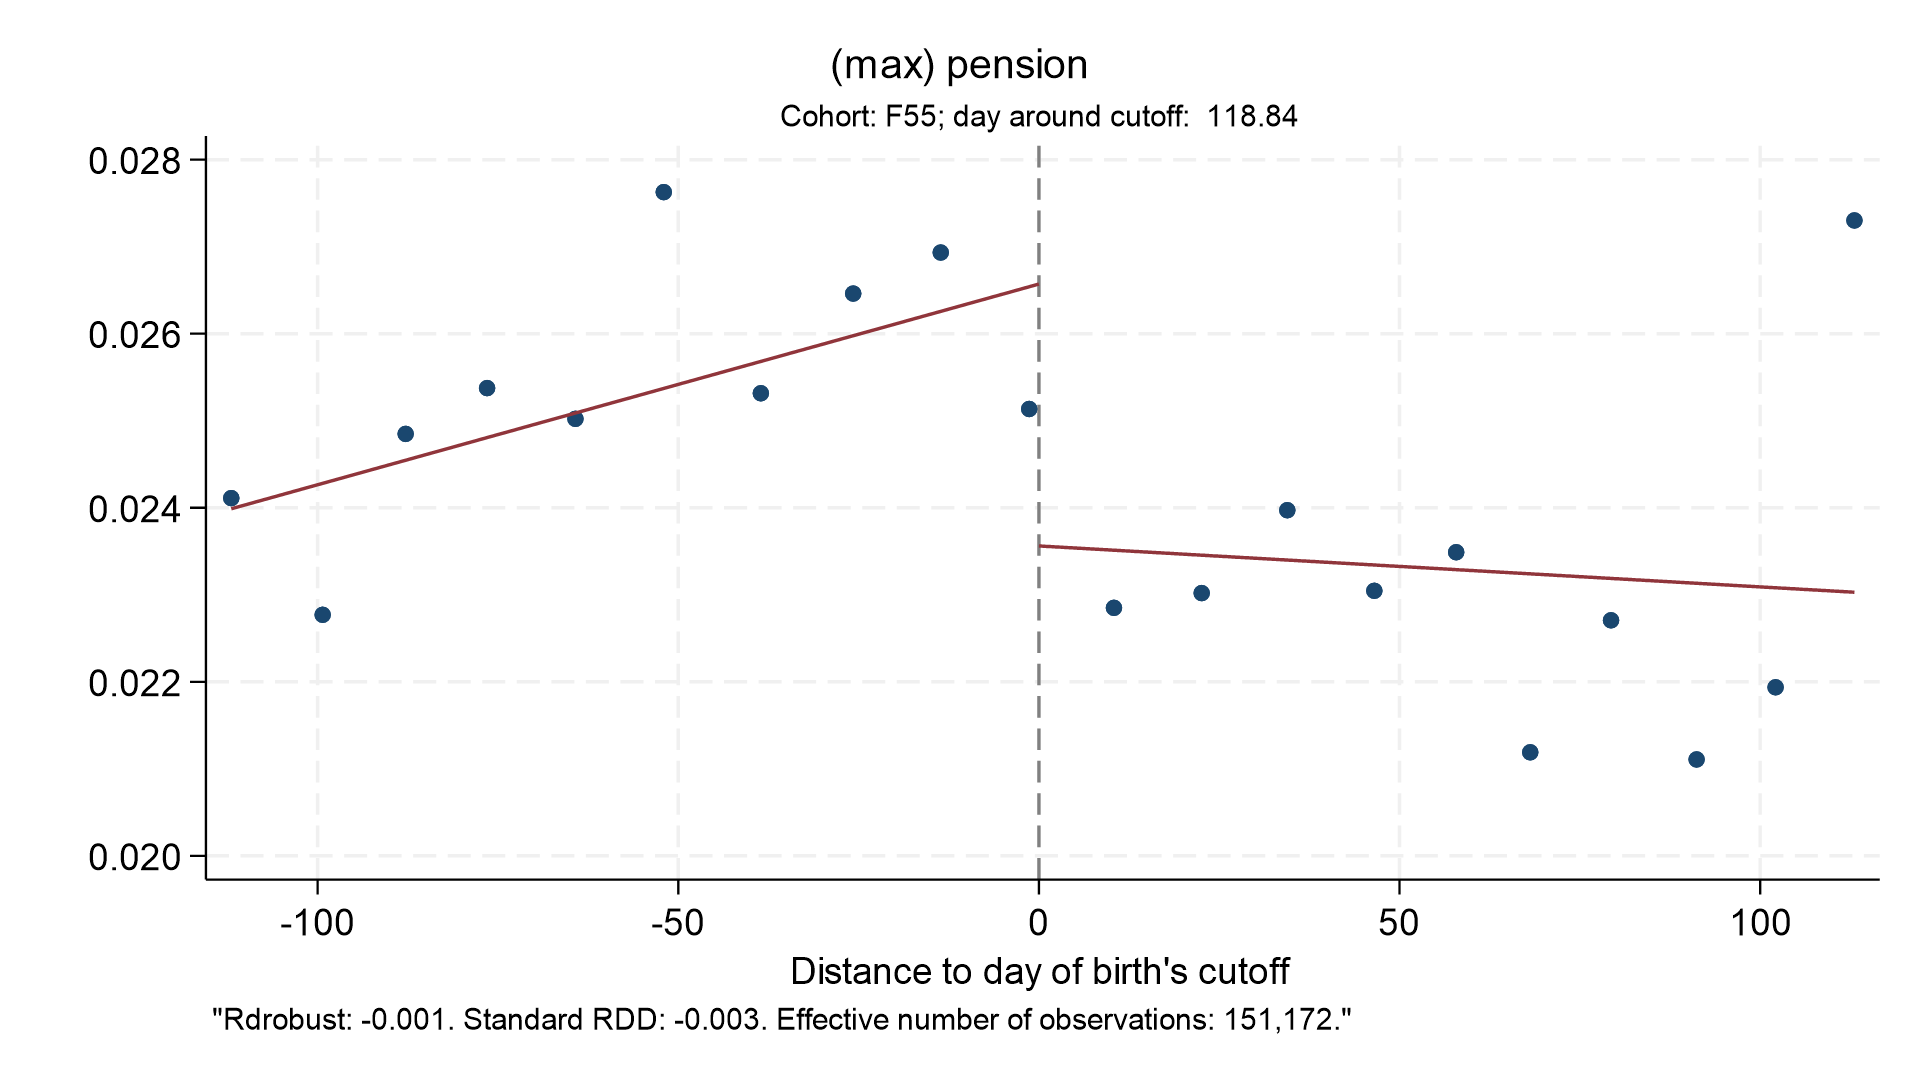 (max) pension
Cohort: F55; day around cutoff:  118.84
0.028
0.026
0.024
0.022
0.020
-100 -50 0 50 100
Distance to day of birth's cutoff
"Rdrobust: -0.001. Standard RDD: -0.003. Effective number of observations: 151,172."